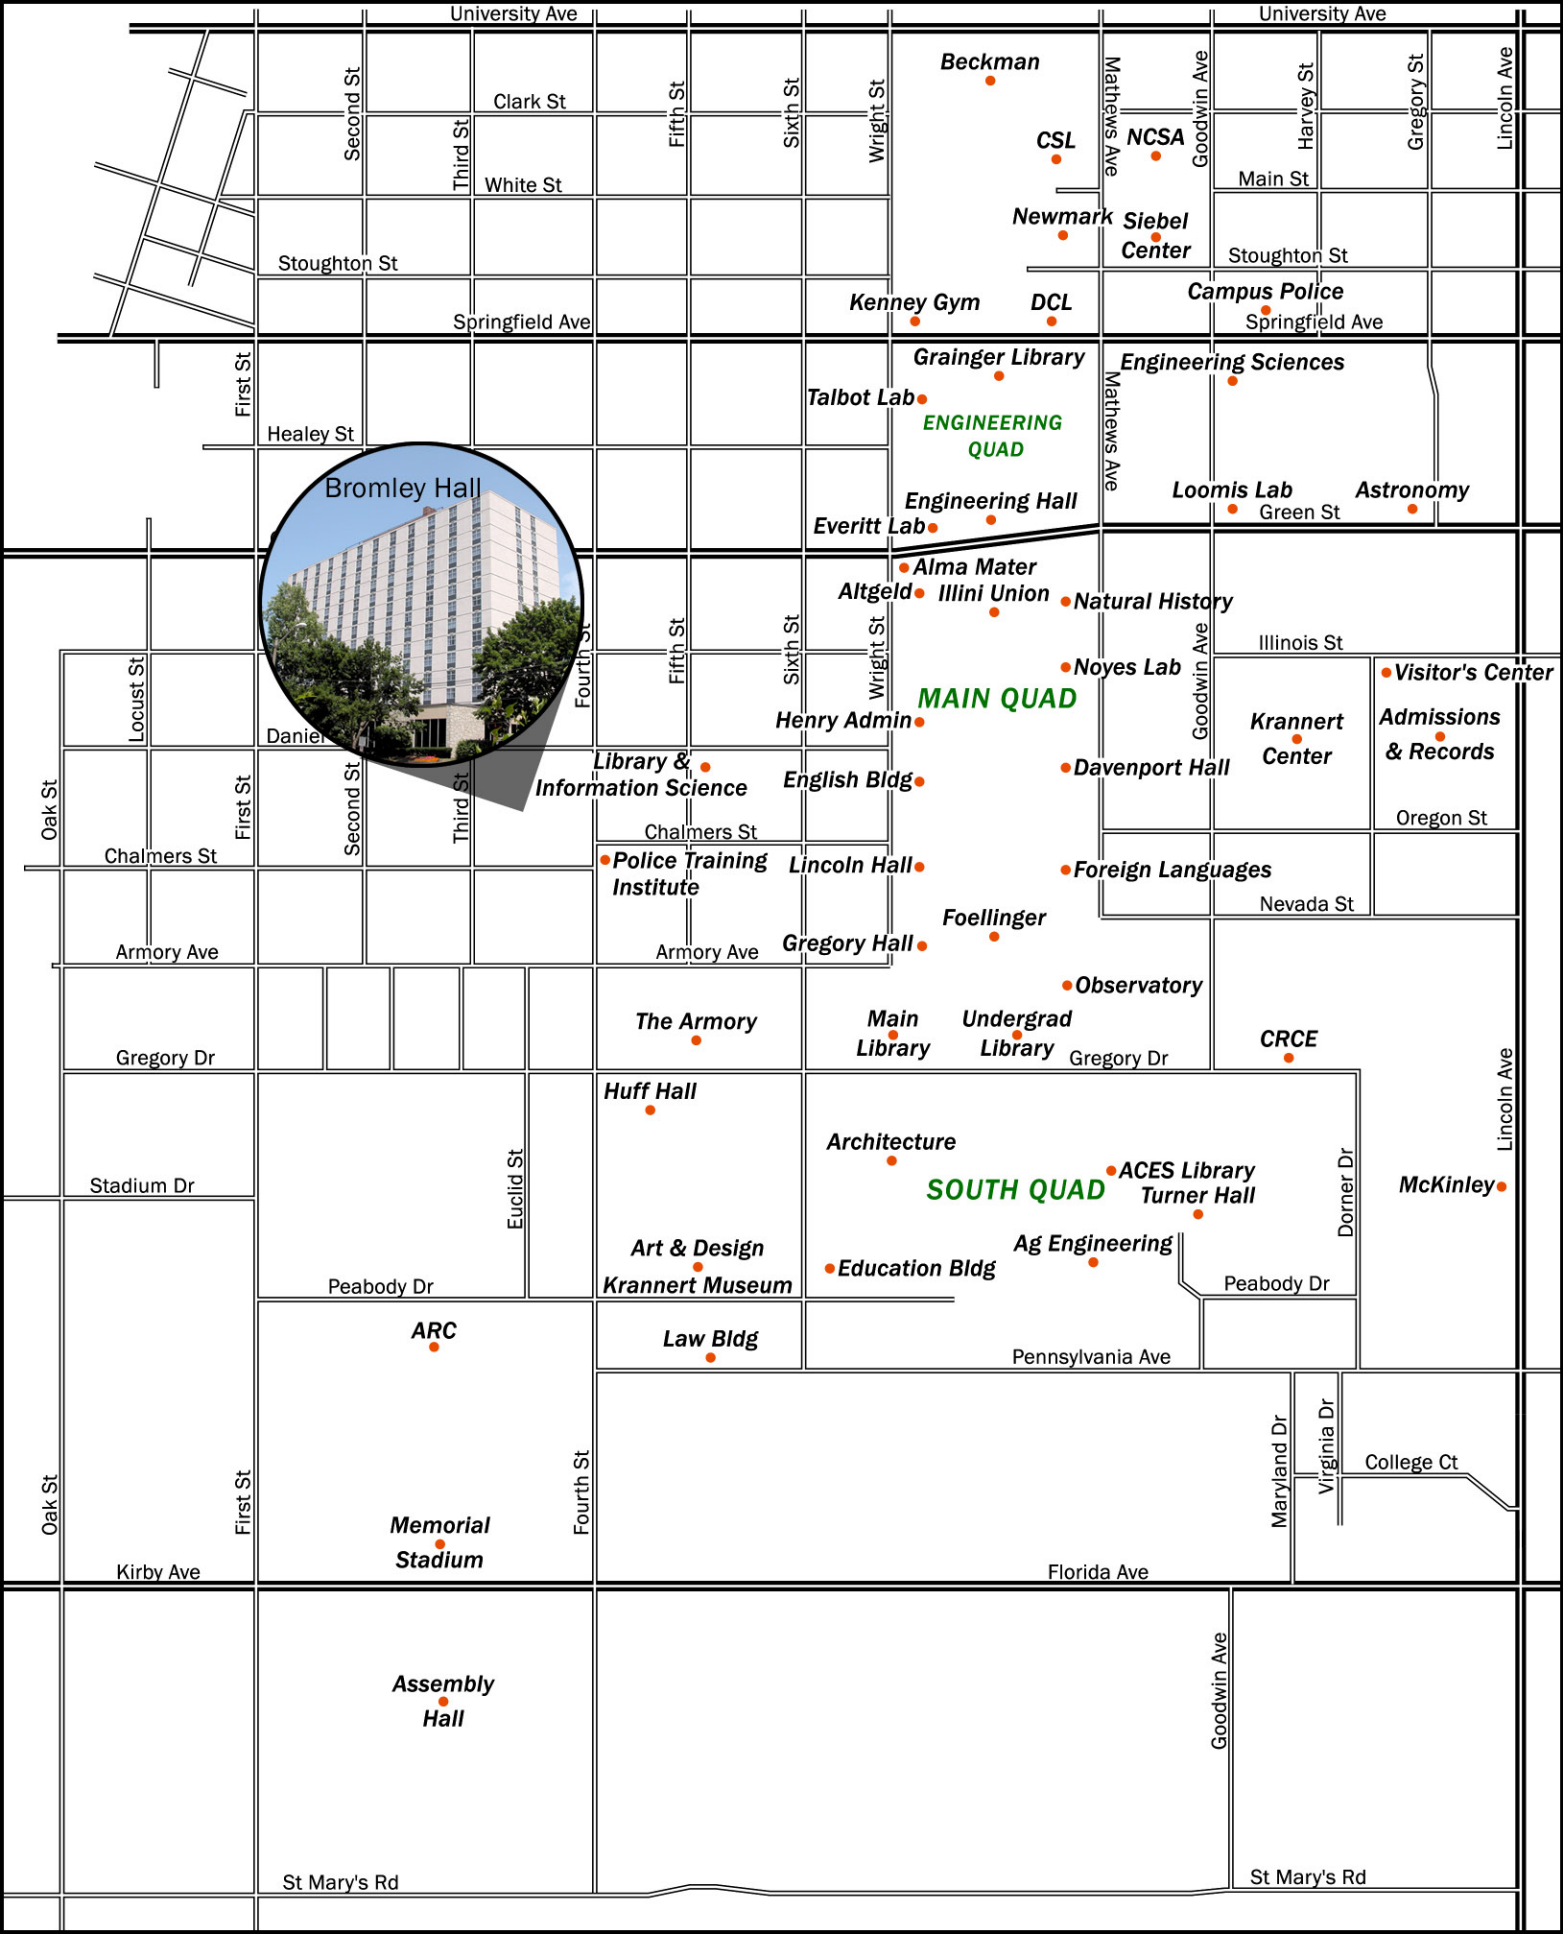 University Ave
University Ave
Beckman
Second St
Fifth St
Sixth St
Wright St
Mathews Ave
Goodwin Ave
Harvey St
Gregory St
Lincoln Ave
Clark St
Third St
CSL
NCSA
White St
Main St
Newmark
Siebel
Center
Stoughton St
Stoughton St
Kenney Gym
DCL
Campus Police
Springfield Ave
Springfield Ave
First St
Grainger Library
Engineering Sciences
Talbot Lab
Mathews Ave
ENGINEERING
QUAD
Healey St
Bromley Hall
Engineering Hall
Loomis Lab
Astronomy
Everitt Lab
Green St
Alma Mater
Altgeld
Illini Union
Natural History
Locust St
Fourth St
Fifth St
Sixth St
Wright St
Goodwin Ave
Illinois St
Noyes Lab
Visitor's Center
MAIN QUAD
Henry Admin
Krannert
Center
Admissions
& Records
Daniel
Library &
Information Science
English Bldg
Davenport Hall
Oak St
First St
Second St
Third St
Oregon St
Chalmers St
Chalmers St
Police Training
Institute
Lincoln Hall
Foreign Languages
Nevada St
Foellinger
Armory Ave
Armory Ave
Gregory Hall
Observatory
The Armory
Main
Library
Undergrad
Library
CRCE
Gregory Dr
Gregory Dr
Huff Hall
Lincoln Ave
Architecture
Euclid St
ACES Library
Turner Hall
Dorner Dr
McKinley
Stadium Dr
SOUTH QUAD
Art & Design
Krannert Museum
Education Bldg
Ag Engineering
Peabody Dr
Peabody Dr
ARC
Law Bldg
Pennsylvania Ave
Oak St
First St
Fourth St
Maryland Dr
Virginia Dr
College Ct
Memorial
Stadium
Kirby Ave
Florida Ave
Assembly
Hall
Goodwin Ave
St Mary's Rd
St Mary's Rd